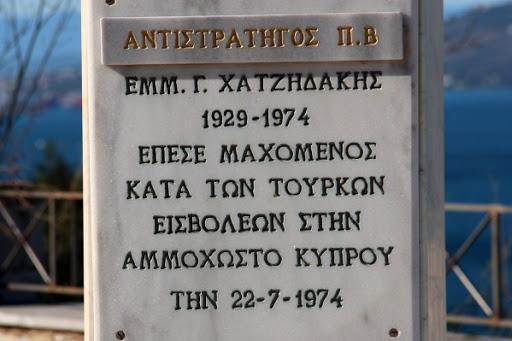 ΑΝΤΙΣΤΡΑΤΗΓΟΣ Π.Β
ΕΜΜ. Γ. ΧΑΤΖΗΔΑΚΗΣ
1929-1974
ΕΠΕΣΕ ΜΑΧΟΜΕΝΟΣ
ΚΑΤΑ ΤΩΝ ΤΟΥΡΚΩΝ
ΕΙΣΒΟΛΕΩΝ ΣΤΗΝ
ΑΜΜΟΧΩΣΤΟ ΚΥΠΡΟΥ
ΤΗΝ 22-7-1974